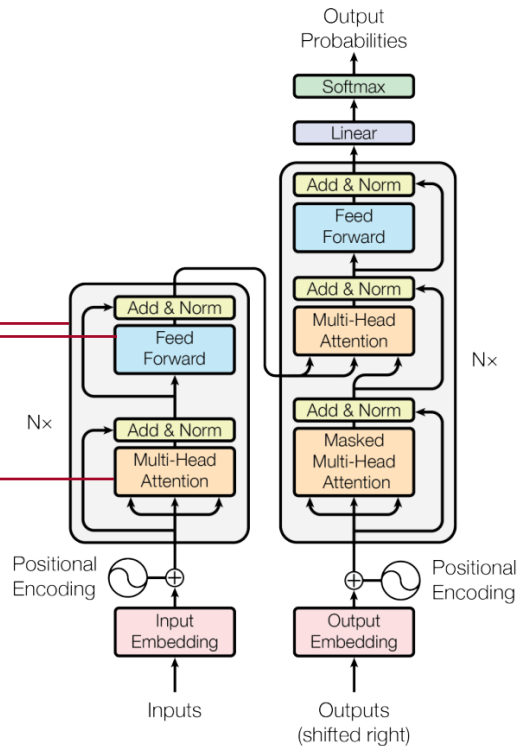 Output
Probabilities
Softmax
Linear
Add & Norm
Feed
Forward
Add & Norm
Multi-Head
Attention
Add & Norm
Masked
Multi-Head
Attention
N×
Positional
Encoding
Output
Embedding
Outputs
(shifted right)
Add & Norm
Feed
Forward
Add & Norm
Multi-Head
Attention
N×
Positional
Encoding
Input
Embedding
Inputs